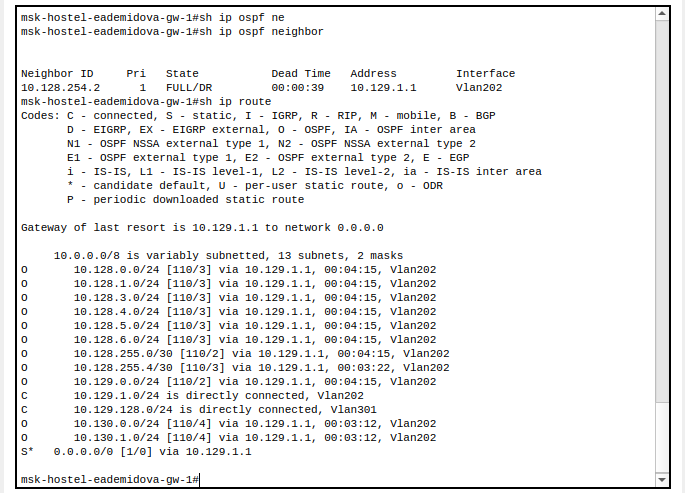 msk-hostel-eademidova-gw-1#sh ip ospf ne
msk-hostel-eademidova-gw-1#sh ip ospf neighbor
Neighbor ID     Pri   State           Dead Time   Address         Interface
10.128.254.2      1   FULL/DR         00:00:39    10.129.1.1      Vlan202
msk-hostel-eademidova-gw-1#sh ip route
Codes: C - connected, S - static, I - IGRP, R - RIP, M - mobile, B - BGP
       D - EIGRP, EX - EIGRP external, O - OSPF, IA - OSPF inter area
       N1 - OSPF NSSA external type 1, N2 - OSPF NSSA external type 2
       E1 - OSPF external type 1, E2 - OSPF external type 2, E - EGP
       i - IS-IS, L1 - IS-IS level-1, L2 - IS-IS level-2, ia - IS-IS inter area
       * - candidate default, U - per-user static route, o - ODR
       P - periodic downloaded static route
Gateway of last resort is 10.129.1.1 to network 0.0.0.0
     10.0.0.0/8 is variably subnetted, 13 subnets, 2 masks
O       10.128.0.0/24 [110/3] via 10.129.1.1, 00:04:15, Vlan202
O       10.128.1.0/24 [110/3] via 10.129.1.1, 00:04:15, Vlan202
O       10.128.3.0/24 [110/3] via 10.129.1.1, 00:04:15, Vlan202
O       10.128.4.0/24 [110/3] via 10.129.1.1, 00:04:15, Vlan202
O       10.128.5.0/24 [110/3] via 10.129.1.1, 00:04:15, Vlan202
O       10.128.6.0/24 [110/3] via 10.129.1.1, 00:04:15, Vlan202
O       10.128.255.0/30 [110/2] via 10.129.1.1, 00:04:15, Vlan202
O       10.128.255.4/30 [110/3] via 10.129.1.1, 00:03:22, Vlan202
O       10.129.0.0/24 [110/2] via 10.129.1.1, 00:04:15, Vlan202
C       10.129.1.0/24 is directly connected, Vlan202
C       10.129.128.0/24 is directly connected, Vlan301
O       10.130.0.0/24 [110/4] via 10.129.1.1, 00:03:12, Vlan202
O       10.130.1.0/24 [110/4] via 10.129.1.1, 00:03:12, Vlan202
S*   0.0.0.0/0 [1/0] via 10.129.1.1
msk-hostel-eademidova-gw-1#